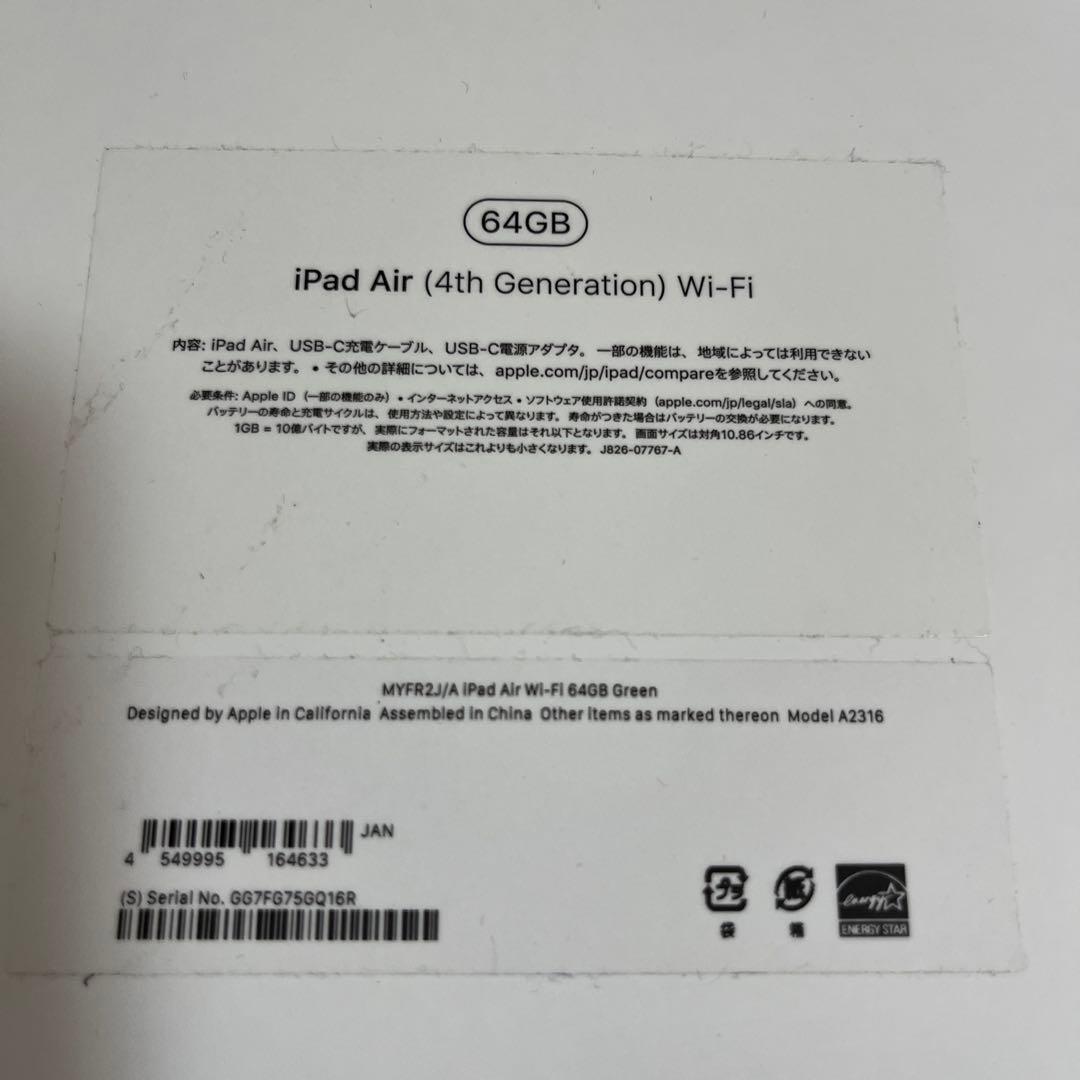 64GB
iPad Air (4th Generation) Wi-Fi
内容: iPad Air、USB-C充電ケーブル、USB-C電源アダプタ。一部の機能は、地域によっては利用できない
ことがあります。• その他の詳細については、apple.com/jp/ipad/compareを参照してください。
必要条件: Apple ID（一部の機能のみ）• インターネットアクセス • ソフトウェア使用許諾契約（apple.com/jp/legal/sla）への同意。
バッテリーの寿命と充電サイクルは、使用方法や設定によって異なります。寿命がつきた場合はバッテリーの交換が必要になります。
1GB = 10億バイトですが、実際にフォーマットされた容量はそれ以下となります。画面サイズは対角10.86インチです。
実際の表示サイズはこれよりも小さくなります。J826-07767-A
MYFR2J/A iPad Air Wi-Fi 64GB Green
Designed by Apple in California Assembled in China Other items as marked thereon Model A2316
JAN
4 549995 164633
(S) Serial No. GG7FG75GQ16R
プラ
紙
energy
ENERGY STAR
袋
箱